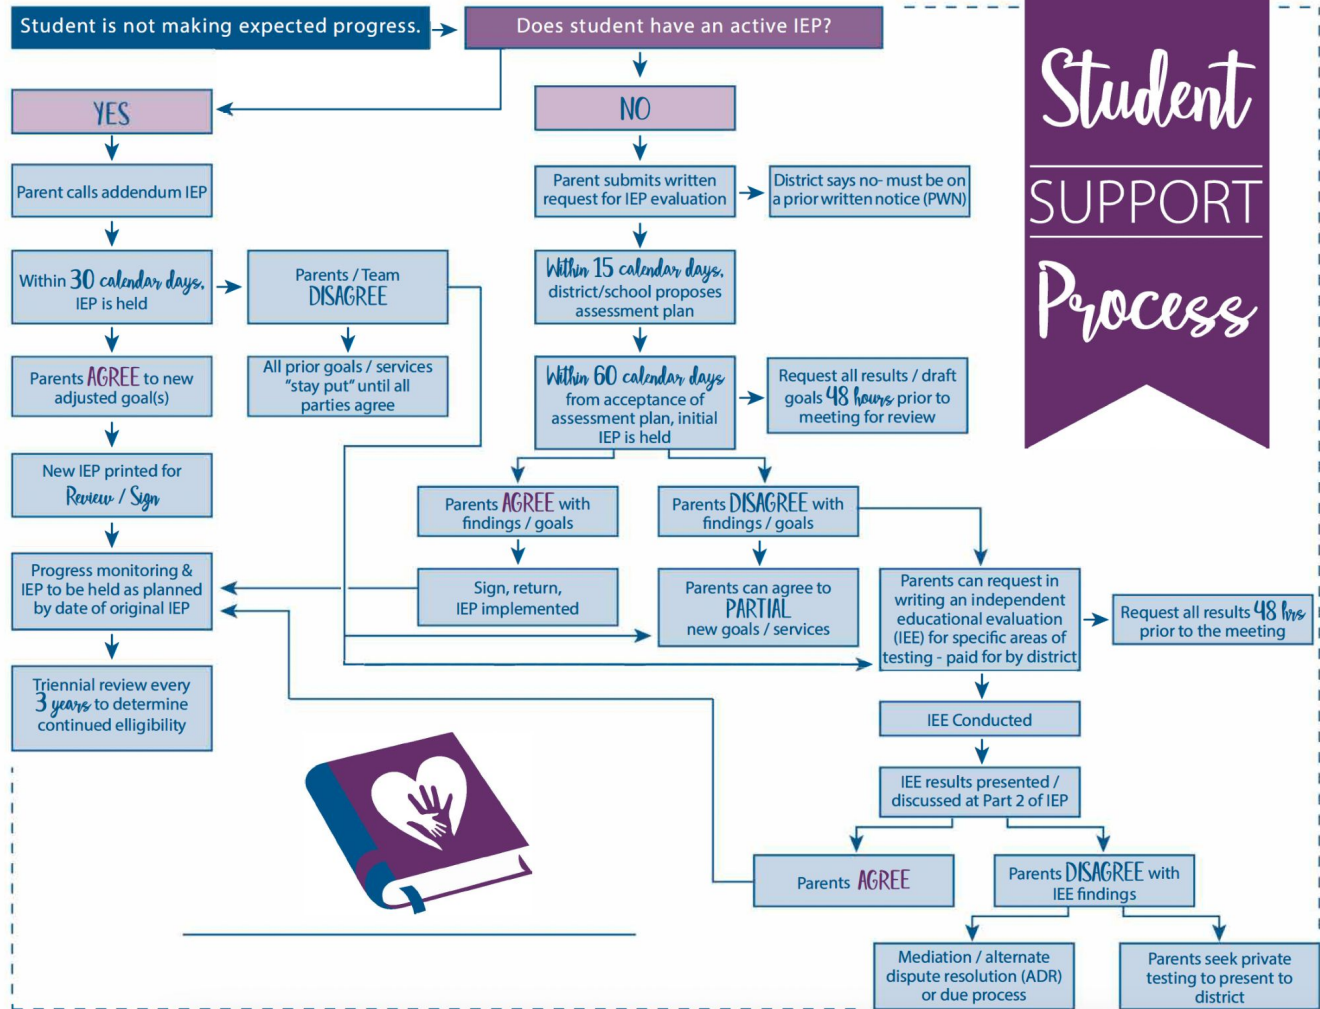 Student is not making expected progress.
Does student have an active IEP?
Student
SUPPORT
Process
YES
NO
Parent calls addendum IEP
Parent submits written
request for IEP evaluation
District says no- must be on
a prior written notice (PWN)
Within 30 calendar days,
IEP is held
Parents / Team
DISAGREE
Within 15 calendar days,
district/school proposes
assessment plan
Parents AGREE to new
adjusted goal(s)
All prior goals / services
"stay put" until all
parties agree
Within 60 calendar days
from acceptance of
assessment plan, initial
IEP is held
Request all results / draft
goals 48 hours prior to
meeting for review
New IEP printed for
Review / Sign
Parents AGREE with
findings / goals
Parents DISAGREE with
findings / goals
Progress monitoring &
IEP to be held as planned
by date of original IEP
Sign, return,
IEP implemented
Parents can agree to
PARTIAL
new goals / services
Parents can request in
writing an independent
educational evaluation
(IEE) for specific areas of
testing - paid for by district
Request all results 48 hrs
prior to the meeting
Triennial review every
3 years to determine
continued elligibility
IEE Conducted
IEE results presented /
discussed at Part 2 of IEP
Parents AGREE
Parents DISAGREE with
IEE findings
Mediation / alternate
dispute resolution (ADR)
or due process
Parents seek private
testing to present to
district